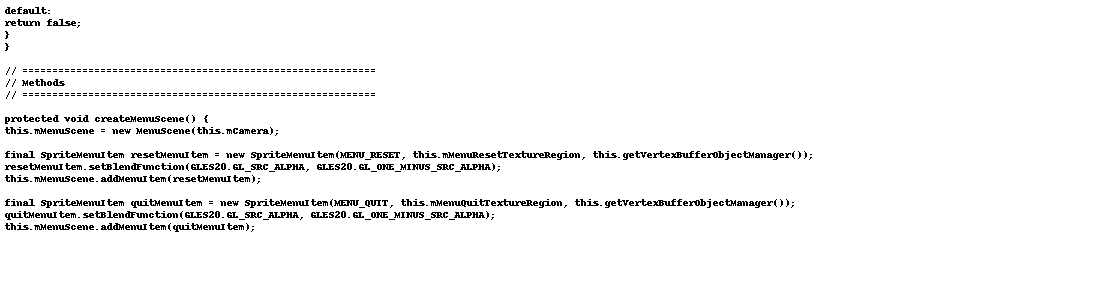 default:
return false;
}
}
// ===========================================================
// Methods
// ===========================================================
protected void createMenuScene() {
this.mMenuScene = new MenuScene(this.mCamera);
final SpriteMenuItem resetMenuItem = new SpriteMenuItem(MENU_RESET, this.mMenuResetTextureRegion, this.getVertexBufferObjectManager());
resetMenuItem.setBlendFunction(GLES20.GL_SRC_ALPHA, GLES20.GL_ONE_MINUS_SRC_ALPHA);
this.mMenuScene.addMenuItem(resetMenuItem);
final SpriteMenuItem quitMenuItem = new SpriteMenuItem(MENU_QUIT, this.mMenuQuitTextureRegion, this.getVertexBufferObjectManager());
quitMenuItem.setBlendFunction(GLES20.GL_SRC_ALPHA, GLES20.GL_ONE_MINUS_SRC_ALPHA);
this.mMenuScene.addMenuItem(quitMenuItem);